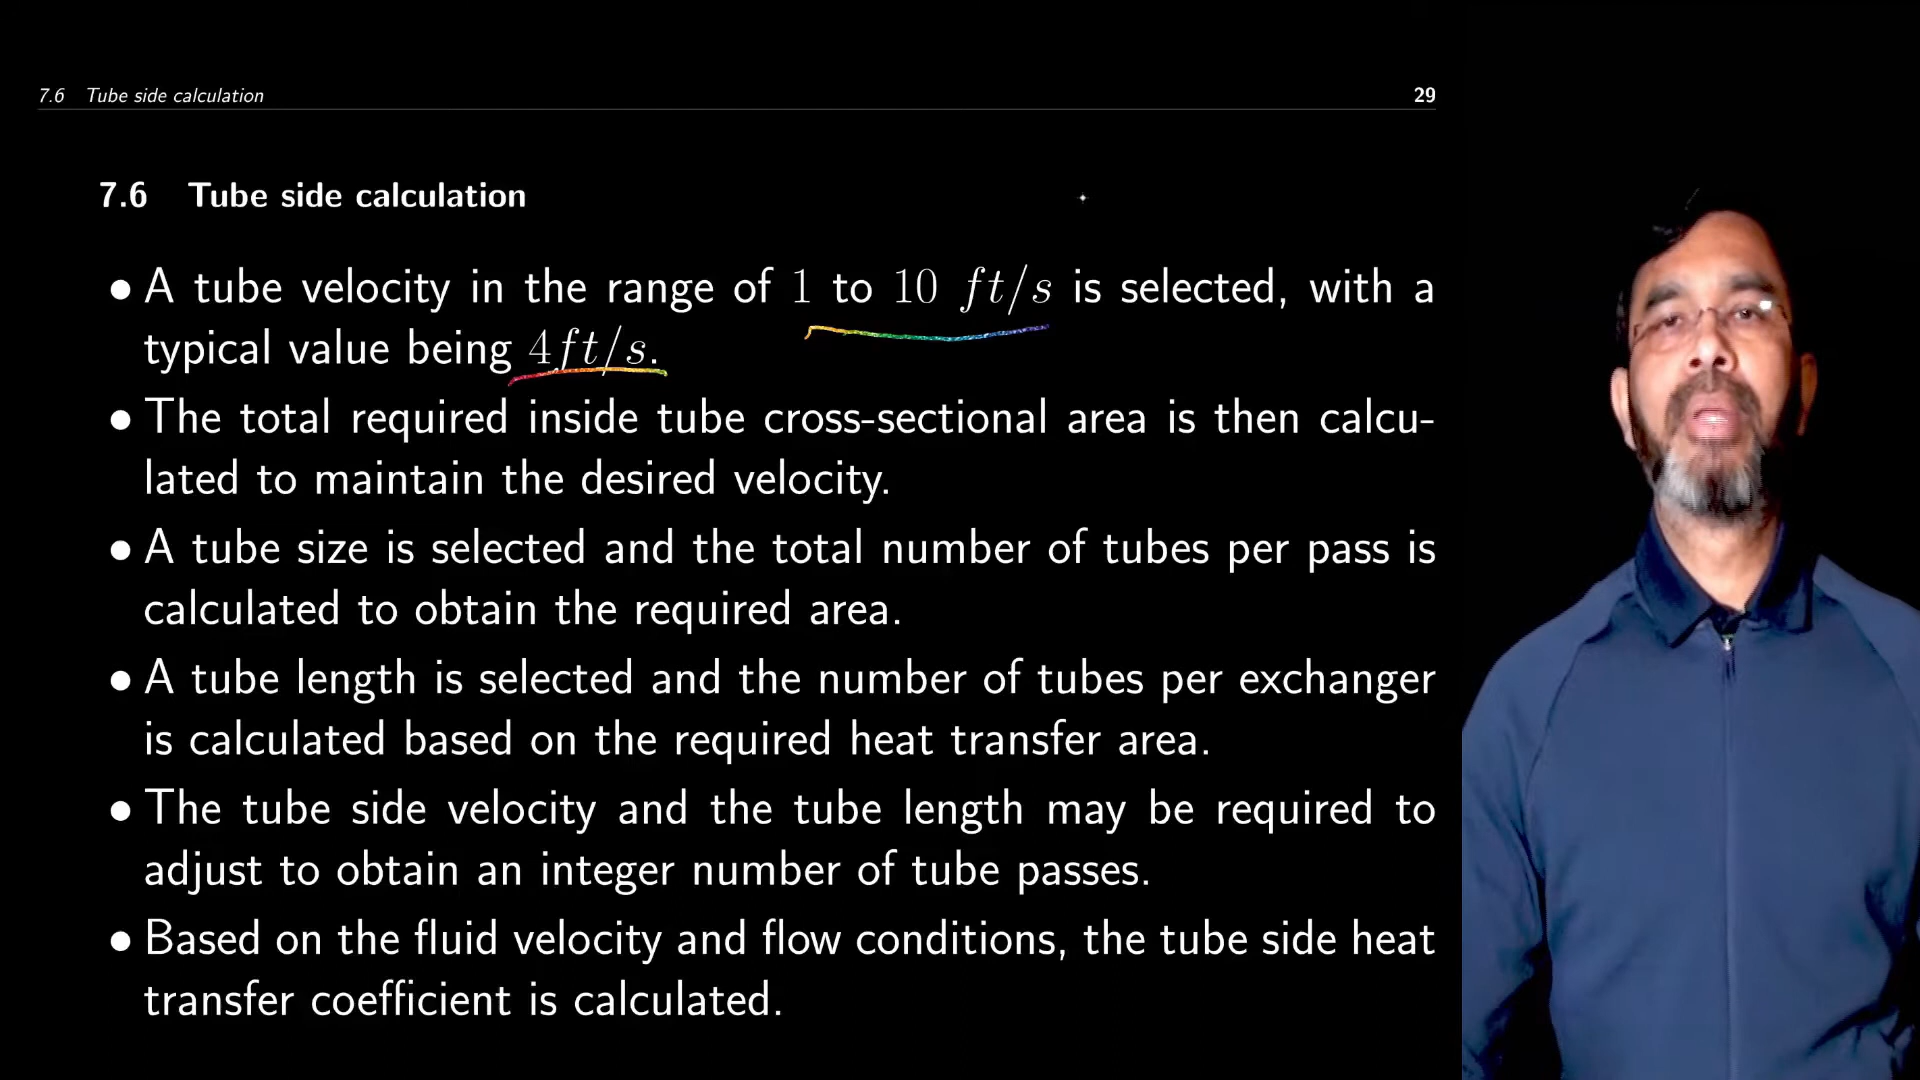 7.6 Tube side calculation 29
7.6 Tube side calculation
• A tube velocity in the range of 1 to 10 ft/s is selected, with a
typical value being 4ft/s.
• The total required inside tube cross-sectional area is then calcu-
lated to maintain the desired velocity.
• A tube size is selected and the total number of tubes per pass is
calculated to obtain the required area.
• A tube length is selected and the number of tubes per exchanger
is calculated based on the required heat transfer area.
• The tube side velocity and the tube length may be required to
adjust to obtain an integer number of tube passes.
• Based on the fluid velocity and flow conditions, the tube side heat
transfer coefficient is calculated.